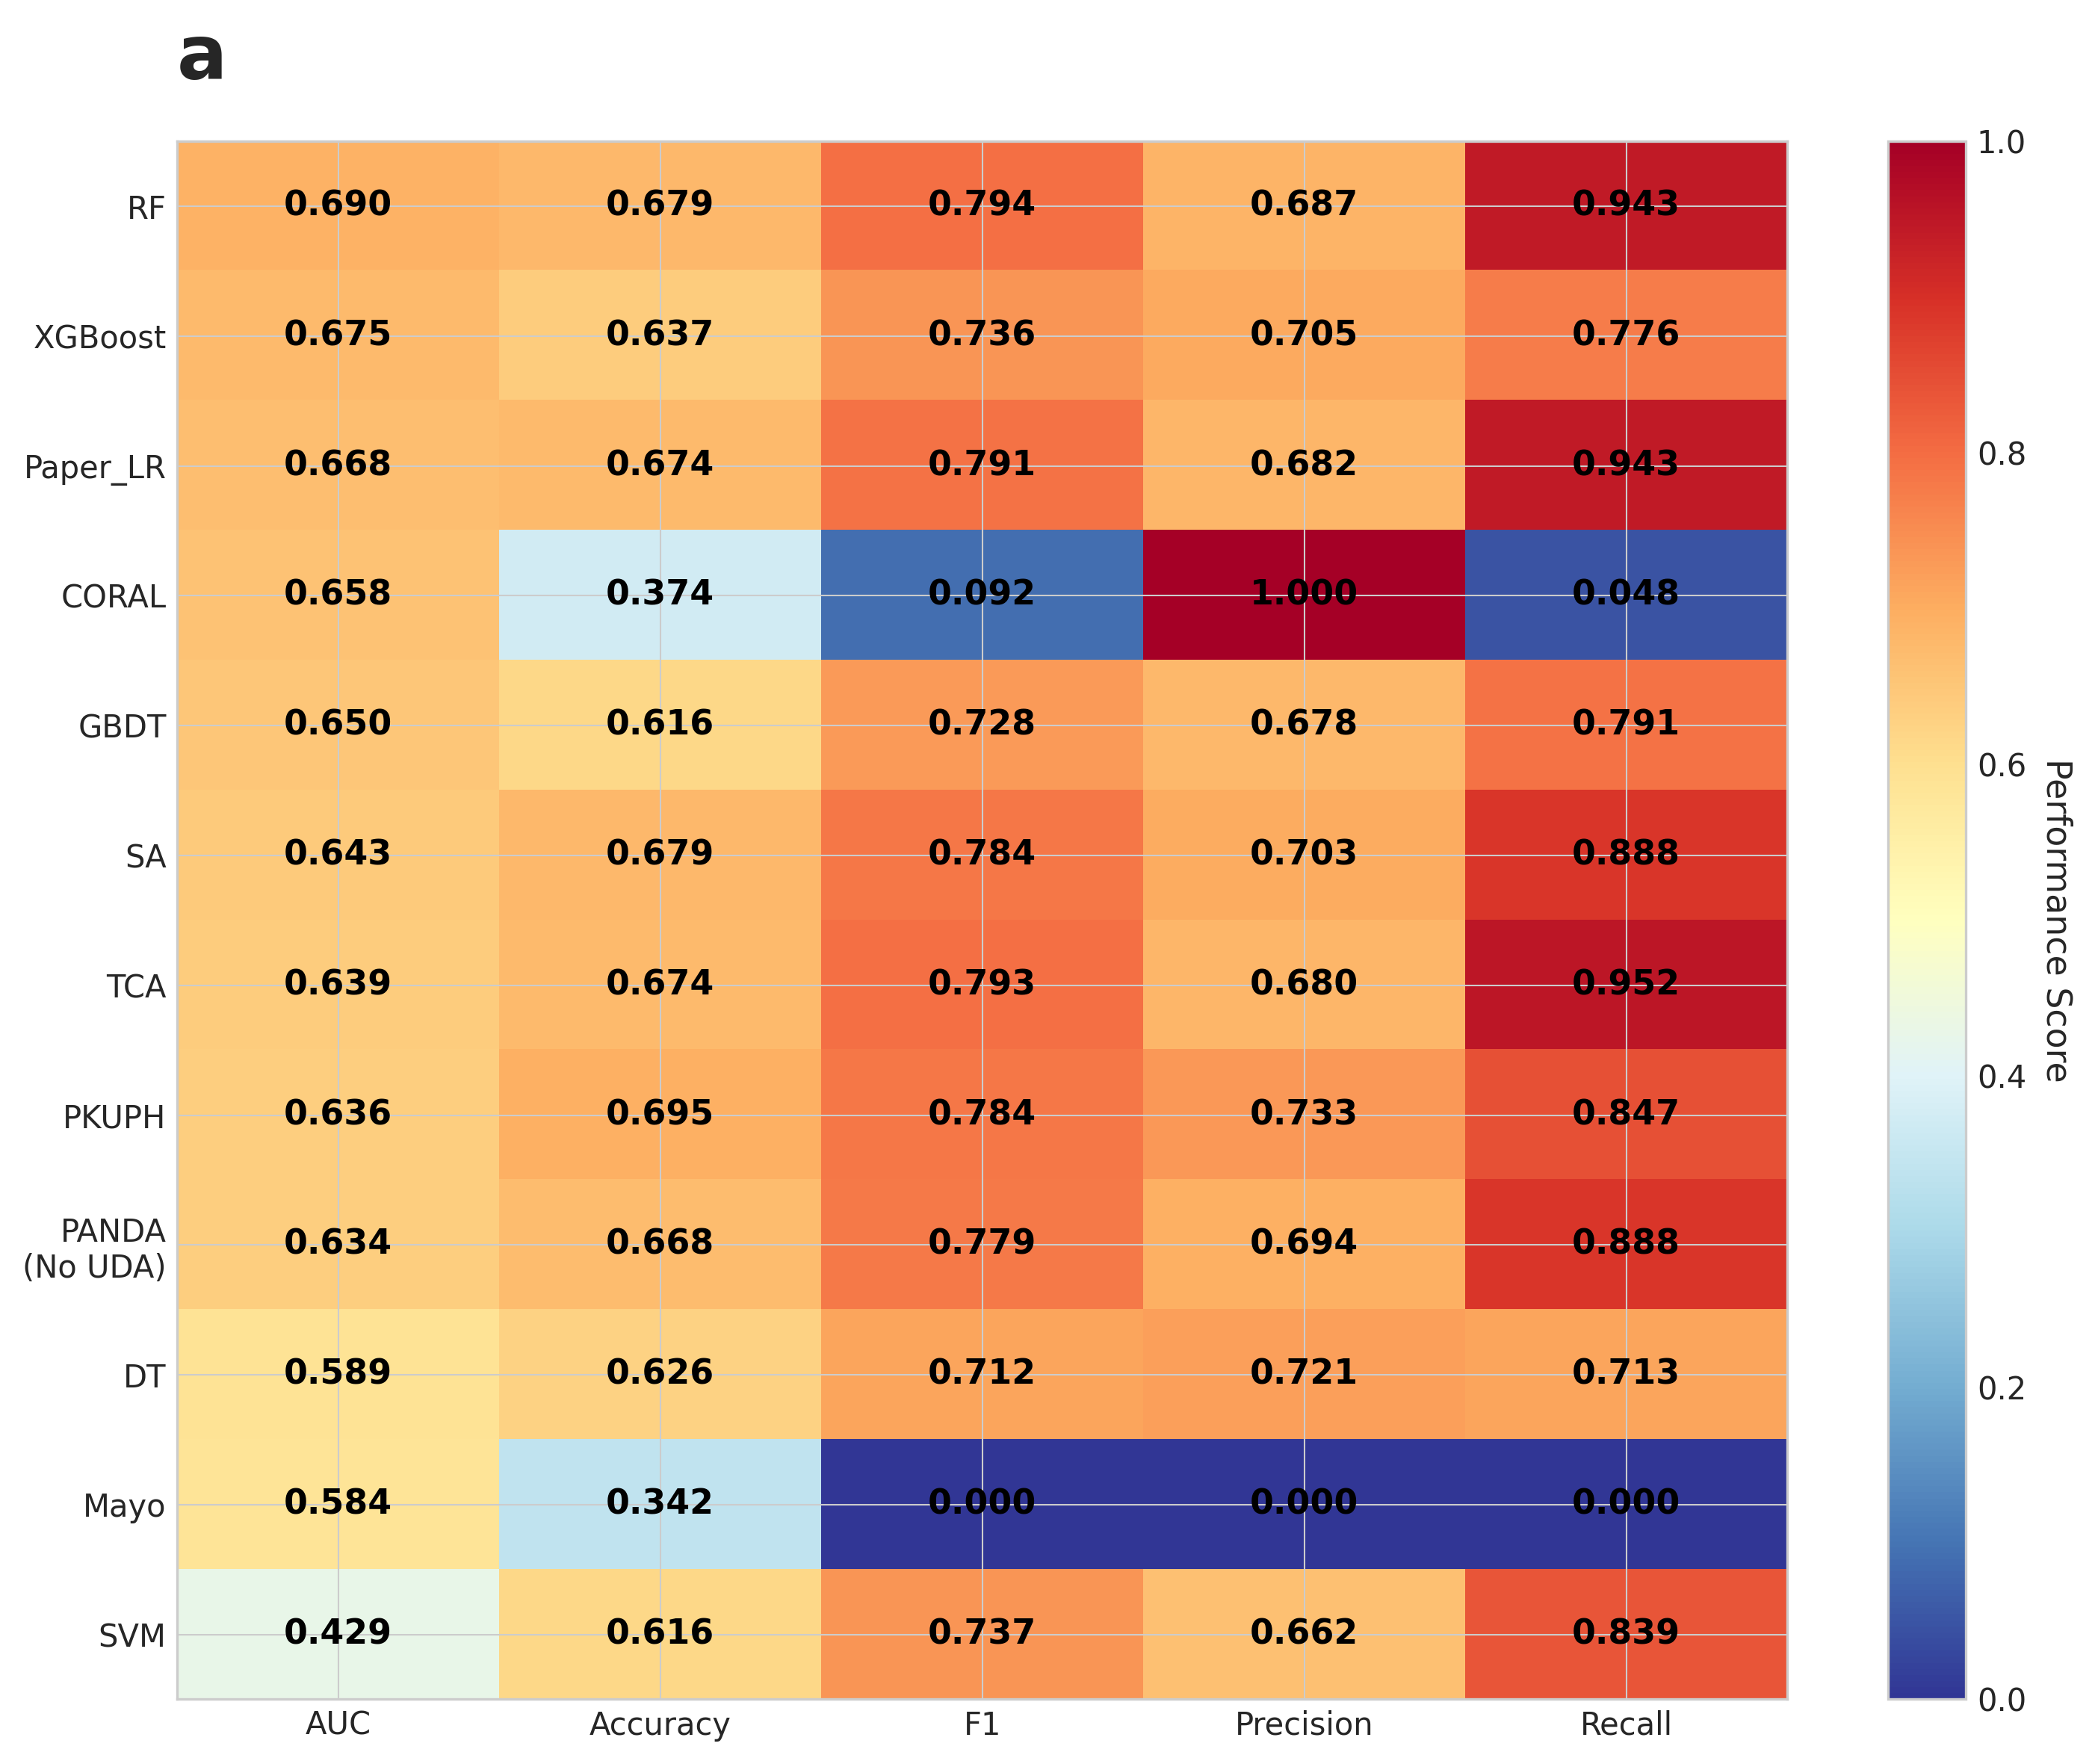 a
RF 0.690 0.679 0.794 0.687 0.943
XGBoost 0.675 0.637 0.736 0.705 0.776
Paper_LR 0.668 0.674 0.791 0.682 0.943
CORAL 0.658 0.374 0.092 1.000 0.048
GBDT 0.650 0.616 0.728 0.678 0.791
SA 0.643 0.679 0.784 0.703 0.888
TCA 0.639 0.674 0.793 0.680 0.952
PKUPH 0.636 0.695 0.784 0.733 0.847
PANDA
(No UDA) 0.634 0.668 0.779 0.694 0.888
DT 0.589 0.626 0.712 0.721 0.713
Mayo 0.584 0.342 0.000 0.000 0.000
SVM 0.429 0.616 0.737 0.662 0.839
AUC Accuracy F1 Precision Recall
1.0
0.8
0.6
0.4
0.2
0.0
Performance Score